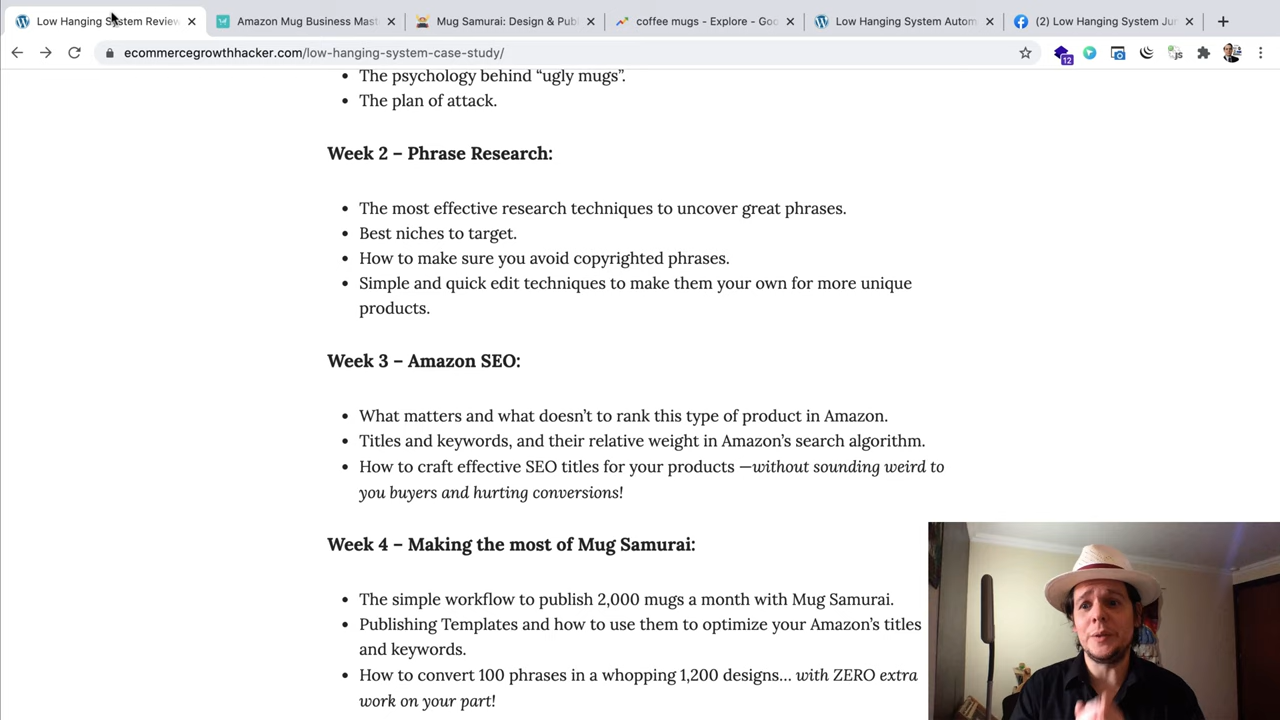 Low Hanging System Review
Amazon Mug Business Mast
Mug Samurai: Design & Publ
coffee mugs - Explore - Goo
Low Hanging System Autom
(2) Low Hanging System Jun
ecommercegrowthhacker.com/low-hanging-system-case-study/
12
JS
The psychology behind “ugly mugs”.
The plan of attack.
Week 2 – Phrase Research:
The most effective research techniques to uncover great phrases.
Best niches to target.
How to make sure you avoid copyrighted phrases.
Simple and quick edit techniques to make them your own for more unique
products.
Week 3 – Amazon SEO:
What matters and what doesn’t to rank this type of product in Amazon.
Titles and keywords, and their relative weight in Amazon’s search algorithm.
How to craft effective SEO titles for your products —without sounding weird to
you buyers and hurting conversions!
Week 4 – Making the most of Mug Samurai:
The simple workflow to publish 2,000 mugs a month with Mug Samurai.
Publishing Templates and how to use them to optimize your Amazon’s titles
and keywords.
How to convert 100 phrases in a whopping 1,200 designs… with ZERO extra
work on your part!